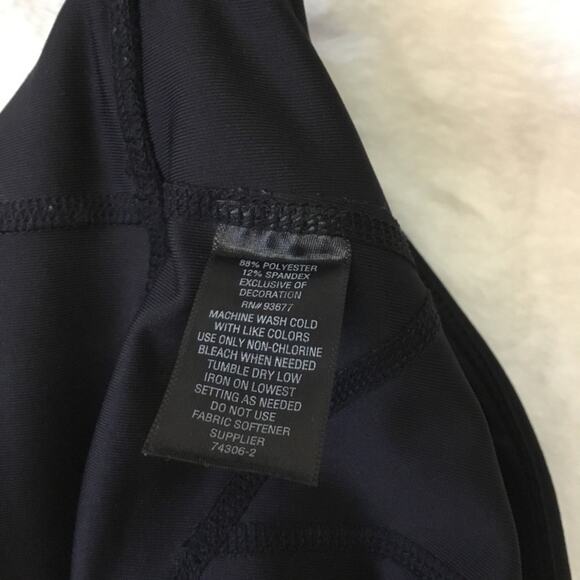 88% POLYESTER
12% SPANDEX
EXCLUSIVE OF
DECORATION
RN# 93677
MACHINE WASH COLD
WITH LIKE COLORS
USE ONLY NON-CHLORINE
BLEACH WHEN NEEDED
TUMBLE DRY LOW
IRON ON LOWEST
SETTING AS NEEDED
DO NOT USE
FABRIC SOFTENER
SUPPLIER
74306-2